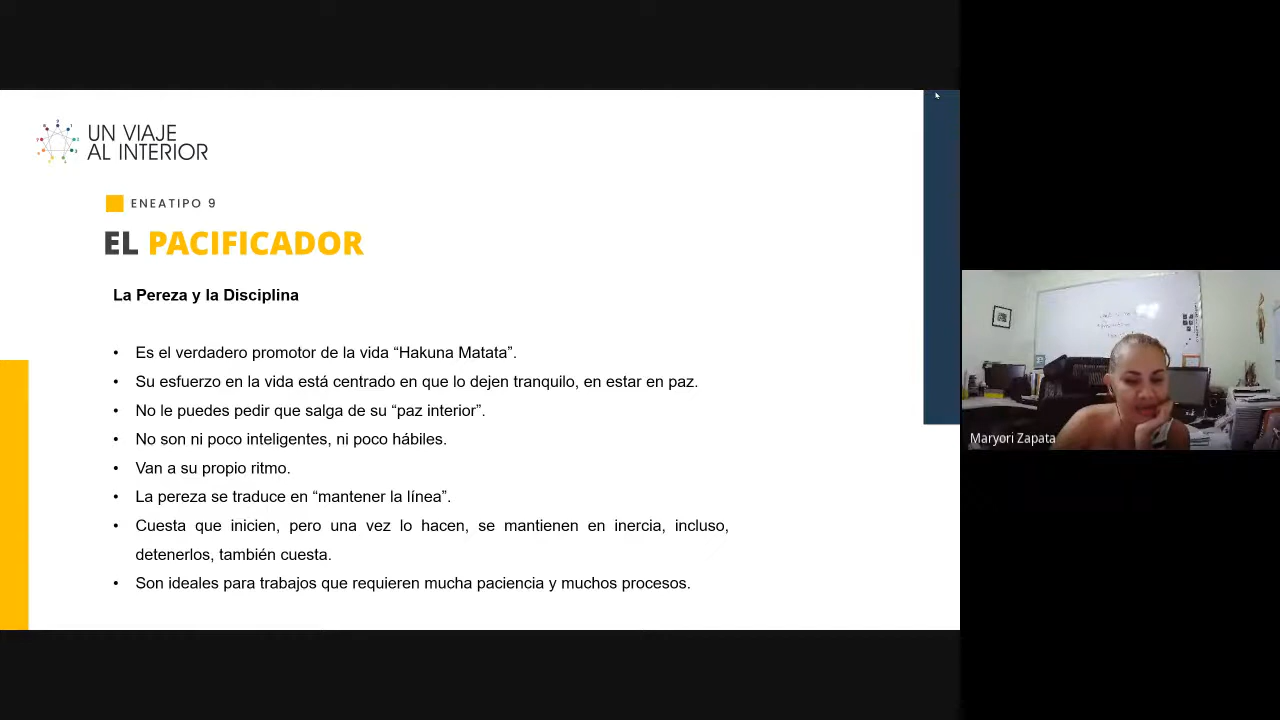 UN VIAJE
AL INTERIOR
ENEATIPO 9
EL PACIFICADOR
La Pereza y la Disciplina
• Es el verdadero promotor de la vida “Hakuna Matata”.
• Su esfuerzo en la vida está centrado en que lo dejen tranquilo, en estar en paz.
• No le puedes pedir que salga de su “paz interior”.
• No son ni poco inteligentes, ni poco hábiles.
• Van a su propio ritmo.
• La pereza se traduce en “mantener la línea”.
• Cuesta que inicien, pero una vez lo hacen, se mantienen en inercia, incluso,
detenerlos, también cuesta.
• Son ideales para trabajos que requieren mucha paciencia y muchos procesos.
Maryori Zapata